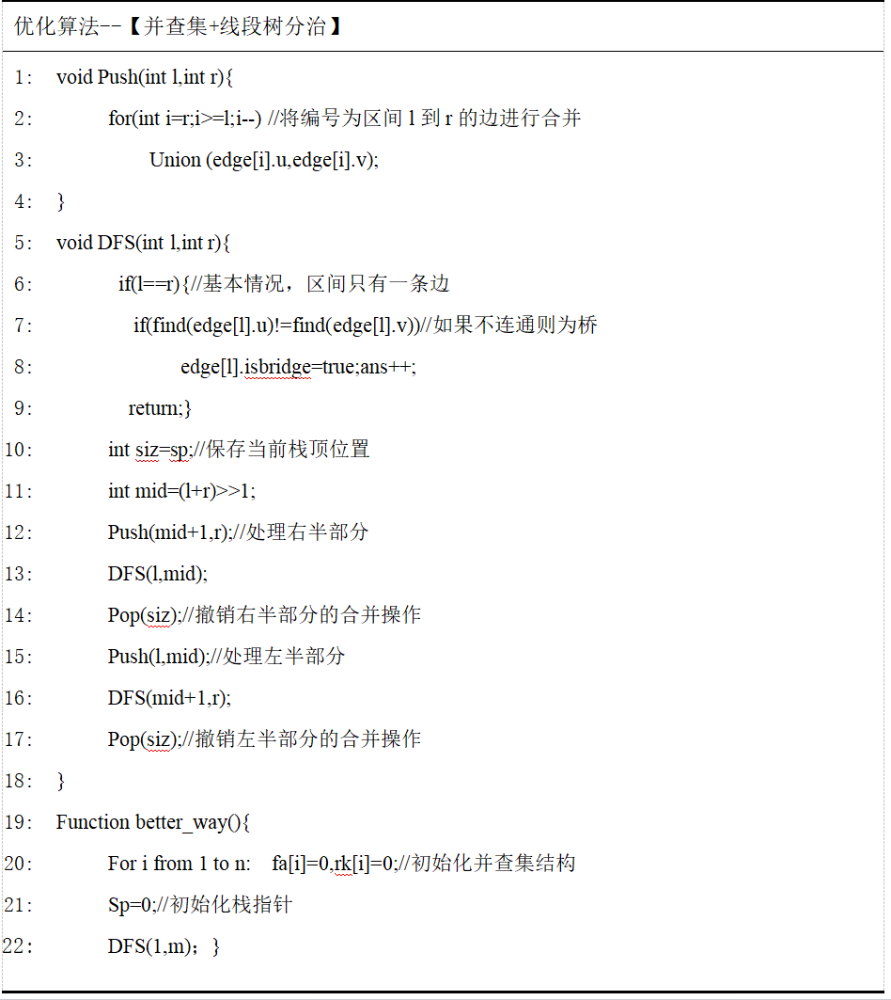 优化算法--【并查集+线段树分治】
1: void Push(int l,int r){
2: for(int i=r;i>=l;i--) //将编号为区间 l 到 r 的边进行合并
3: Union (edge[i].u,edge[i].v);
4: }
5: void DFS(int l,int r){
6: if(l==r){//基本情况，区间只有一条边
7: if(find(edge[l].u)!=find(edge[l].v))//如果不连通则为桥
8: edge[l].isbridge=true;ans++;
9: return;}
10: int siz=sp;//保存当前栈顶位置
11: int mid=(l+r)>>1;
12: Push(mid+1,r);//处理右半部分
13: DFS(l,mid);
14: Pop(siz);//撤销右半部分的合并操作
15: Push(l,mid);//处理左半部分
16: DFS(mid+1,r);
17: Pop(siz);//撤销左半部分的合并操作
18: }
19: Function better_way(){
20: For i from 1 to n: fa[i]=0,rk[i]=0;//初始化并查集结构
21: Sp=0;//初始化栈指针
22: DFS(1,m)；}